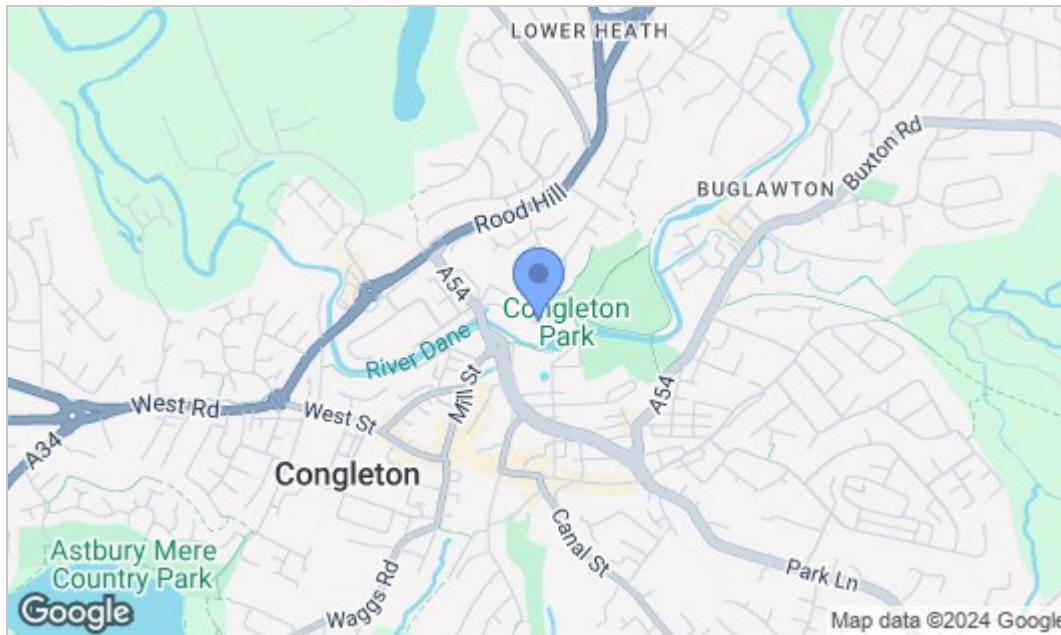 LOWER HEATH
Buxton Rd
BUGLAWTON
Rood Hill
A54
Congleton
Park
River Dane
Mill St
A54
West Rd
West St
A34
Congleton
Canal St
Astbury Mere
Country Park
Park Ln
Waggs Rd
Google
Map data ©2024 Google